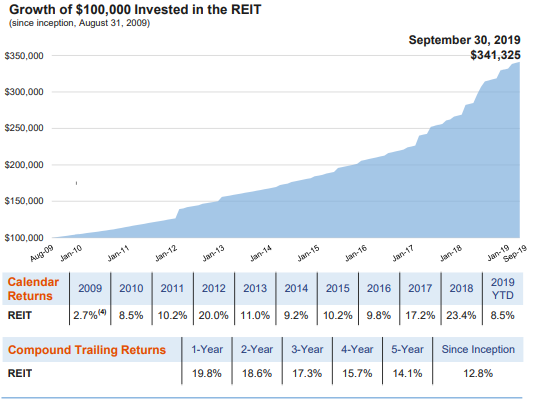 Growth of $100,000 Invested in the REIT
(since inception, August 31, 2009)
September 30, 2019
$341,325
$350,000
$300,000
$250,000
$200,000
$150,000
$100,000
Aug-09 Jan-10 Jan-11 Jan-12 Jan-13 Jan-14 Jan-15 Jan-16 Jan-17 Jan-18 Jan-19 Sep-19
Calendar Returns 2009 2010 2011 2012 2013 2014 2015 2016 2017 2018 2019 YTD
REIT 2.7%(4) 8.5% 10.2% 20.0% 11.0% 9.2% 10.2% 9.8% 17.2% 23.4% 8.5%
Compound Trailing Returns 1-Year 2-Year 3-Year 4-Year 5-Year Since Inception
REIT 19.8% 18.6% 17.3% 15.7% 14.1% 12.8%